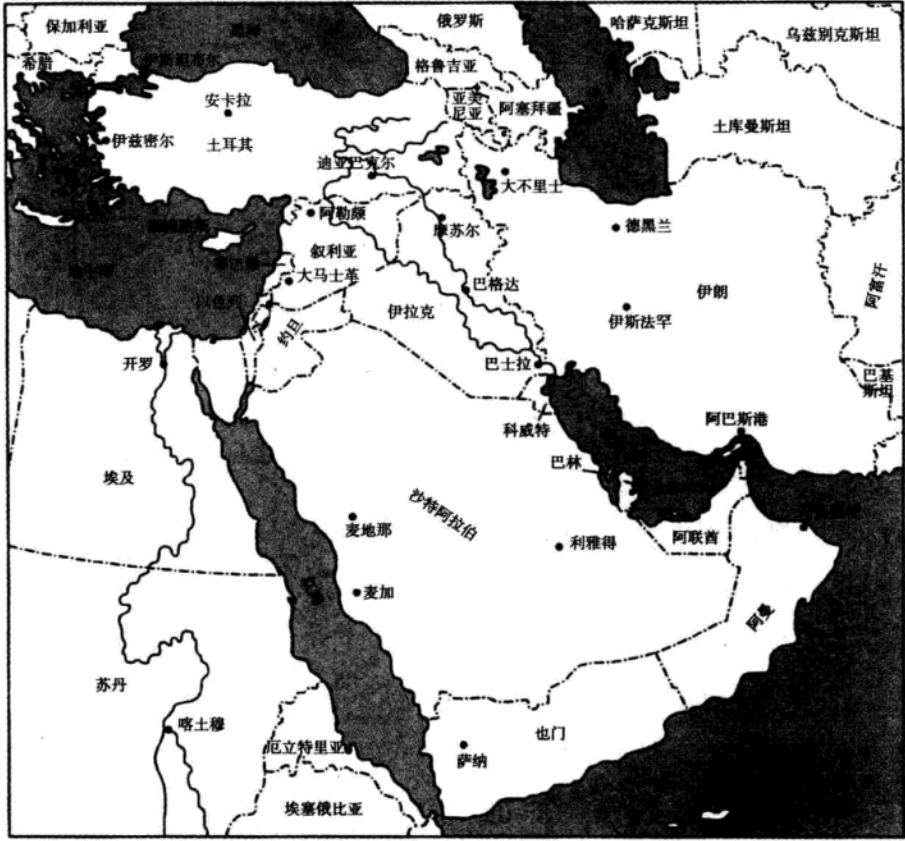 保加利亚
俄罗斯
哈萨克斯坦
乌兹别克斯坦
希腊
伊斯坦布尔
格鲁吉亚
安卡拉
亚美
尼亚
阿塞拜疆
土库曼斯坦
伊兹密尔
土耳其
迪亚巴克尔
大不里士
阿勒颇
摩苏尔
德黑兰
叙利亚
大马士革
巴格达
伊朗
阿富汗
以色列
伊拉克
伊斯法罕
约旦
开罗
巴士拉
巴基
斯坦
科威特
阿巴斯港
巴林
埃及
沙特阿拉伯
麦地那
利雅得
阿联酋
麦加
阿曼
苏丹
喀土穆
也门
厄立特里亚
萨纳
埃塞俄比亚